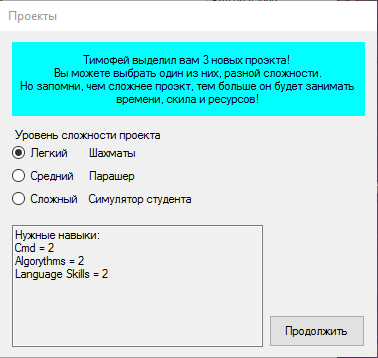 Проекты
Тимофей выделил вам 3 новых проэкта!
Вы можете выбрать один из них, разной сложности.
Но запомни, чем сложнее проэкт, тем больше он будет занимать
времени, скила и ресурсов!
Уровень сложности проекта
Легкий Шахматы
Средний Парашер
Сложный Симулятор студента
Нужные навыки:
Cmd = 2
Algorythms = 2
Language Skills = 2
Продолжить